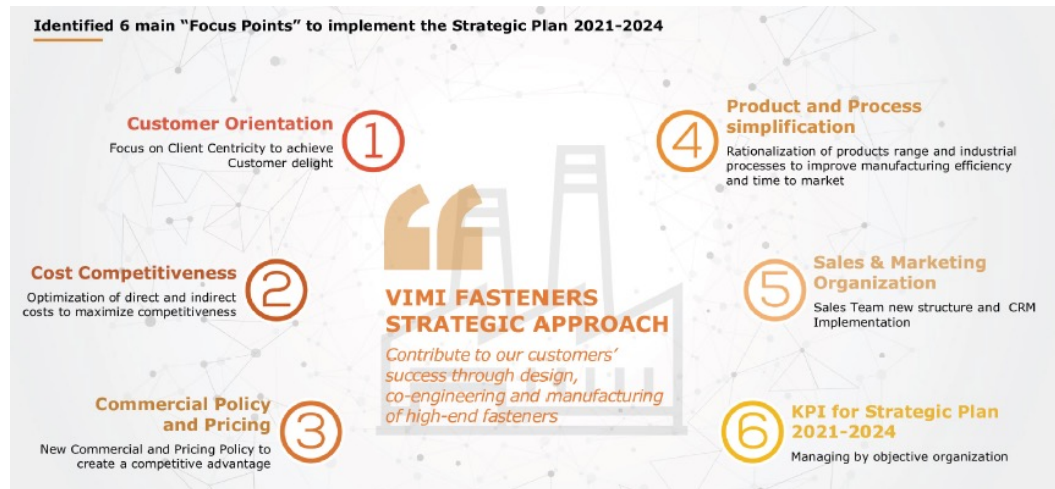 Identified 6 main “Focus Points” to implement the Strategic Plan 2021-2024
Customer Orientation
Focus on Client Centricity to achieve
Customer delight
1
Cost Competitiveness
Optimization of direct and indirect
costs to maximize competitiveness
2
Commercial Policy
and Pricing
New Commercial and Pricing Policy to
create a competitive advantage
3
“
VIMI FASTENERS
STRATEGIC APPROACH
Contribute to our customers’
success through design,
co-engineering and manufacturing
of high-end fasteners
4
Product and Process
simplification
Rationalization of products range and industrial
processes to improve manufacturing efficiency
and time to market
5
Sales & Marketing
Organization
Sales Team new structure and CRM
Implementation
6
KPI for Strategic Plan
2021-2024
Managing by objective organization